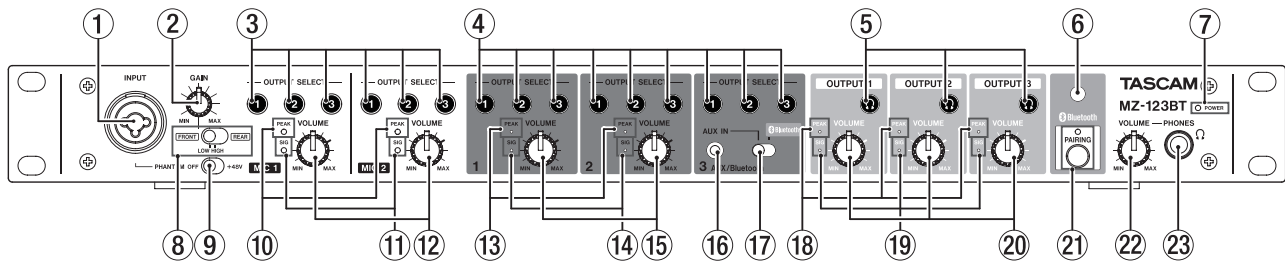 1 2 3 4 5 6 7
INPUT GAIN OUTPUT SELECT OUTPUT SELECT OUTPUT SELECT OUTPUT SELECT OUTPUT SELECT OUTPUT 1 OUTPUT 2 OUTPUT 3 TASCAM
1 2 3 1 2 3 1 2 3 1 2 3 1 2 3 MZ-123BT POWER
MIN MAX PEAK VOLUME PEAK VOLUME PEAK VOLUME PEAK VOLUME AUX IN Bluetooth PEAK VOLUME PEAK VOLUME PEAK VOLUME Bluetooth VOLUME PHONES
FRONT REAR SIG SIG SIG SIG SIG SIG SIG PAIRING
LOW HIGH
PHANTOM OFF +48V MIC 1 MIN MAX MIC 2 MIN MAX 1 MIN MAX 2 MIN MAX 3 AUX/Bluetooth MIN MAX MIN MAX MIN MAX MIN MAX
8 9 10 11 12 13 14 15 16 17 18 19 20 21 22 23